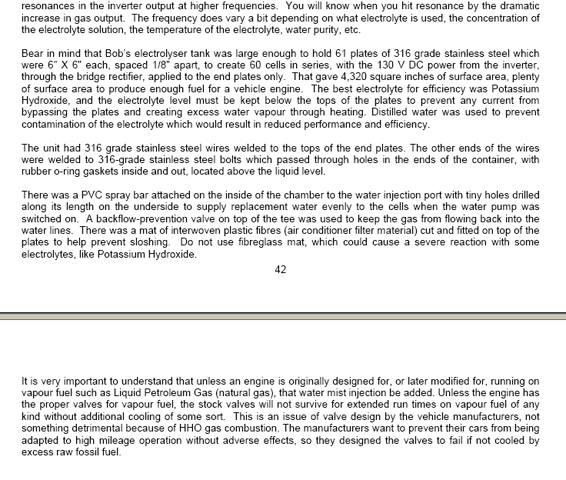 resonances in the inverter output at higher frequencies.  You will know when you hit resonance by the dramatic
increase in gas output.  The frequency does vary a bit depending on what electrolyte is used, the concentration of
the electrolyte solution, the temperature of the electrolyte, water purity, etc.
Bear in mind that Bob's electrolyser tank was large enough to hold 61 plates of 316 grade stainless steel which
were 6" X 6" each, spaced 1/8" apart, to create 60 cells in series, with the 130 V DC power from the inverter,
through the bridge rectifier, applied to the end plates only.  That gave 4,320 square inches of surface area, plenty
of surface area to produce enough fuel for a vehicle engine.  The best electrolyte for efficiency was Potassium
Hydroxide, and the electrolyte level must be kept below the tops of the plates to prevent any current from
bypassing the plates and creating excess water vapour through heating. Distilled water was used to prevent
contamination of the electrolyte which would result in reduced performance and efficiency.
The unit had 316 grade stainless steel wires welded to the tops of the end plates. The other ends of the wires
were welded to 316-grade stainless steel bolts which passed through holes in the ends of the container, with
rubber o-ring gaskets inside and out, located above the liquid level.
There was a PVC spray bar attached on the inside of the chamber to the water injection port with tiny holes drilled
along its length on the underside to supply replacement water evenly to the cells when the water pump was
switched on.  A backflow-prevention valve on top of the tee was used to keep the gas from flowing back into the
water lines.  There was a mat of interwoven plastic fibres (air conditioner filter material) cut and fitted on top of the
plates to help prevent sloshing.  Do not use fibreglass mat, which could cause a severe reaction with some
electrolytes, like Potassium Hydroxide.
42
It is very important to understand that unless an engine is originally designed for, or later modified for, running on
vapour fuel such as Liquid Petroleum Gas (natural gas), that water mist injection be added. Unless the engine has
the proper valves for vapour fuel, the stock valves will not survive for extended run times on vapour fuel of any
kind without additional cooling of some sort.  This is an issue of valve design by the vehicle manufacturers, not
something detrimental because of HHO gas combustion. The manufacturers want to prevent their cars from being
adapted to high mileage operation without adverse effects, so they designed the valves to fail if not cooled by
excess raw fossil fuel.